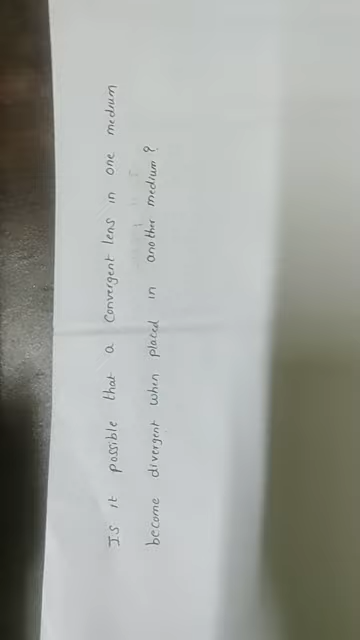 Is it possible that a convergent lens in one medium
become divergent when placed in another medium?